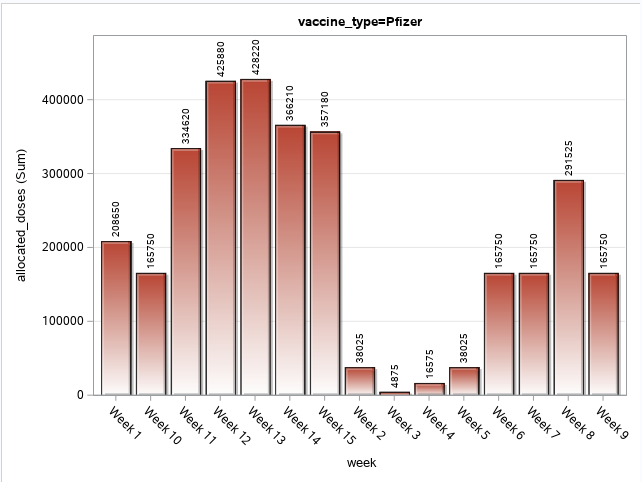 vaccine_type=Pfizer
allocated_doses (Sum)
400000
300000
200000
100000
0
208650
165750
334620
425880
428220
366210
357180
38025
4875
16575
38025
165750
165750
291525
165750
Week 1
Week 10
Week 11
Week 12
Week 13
Week 14
Week 15
Week 2
Week 3
Week 4
Week 5
Week 6
Week 7
Week 8
Week 9
week